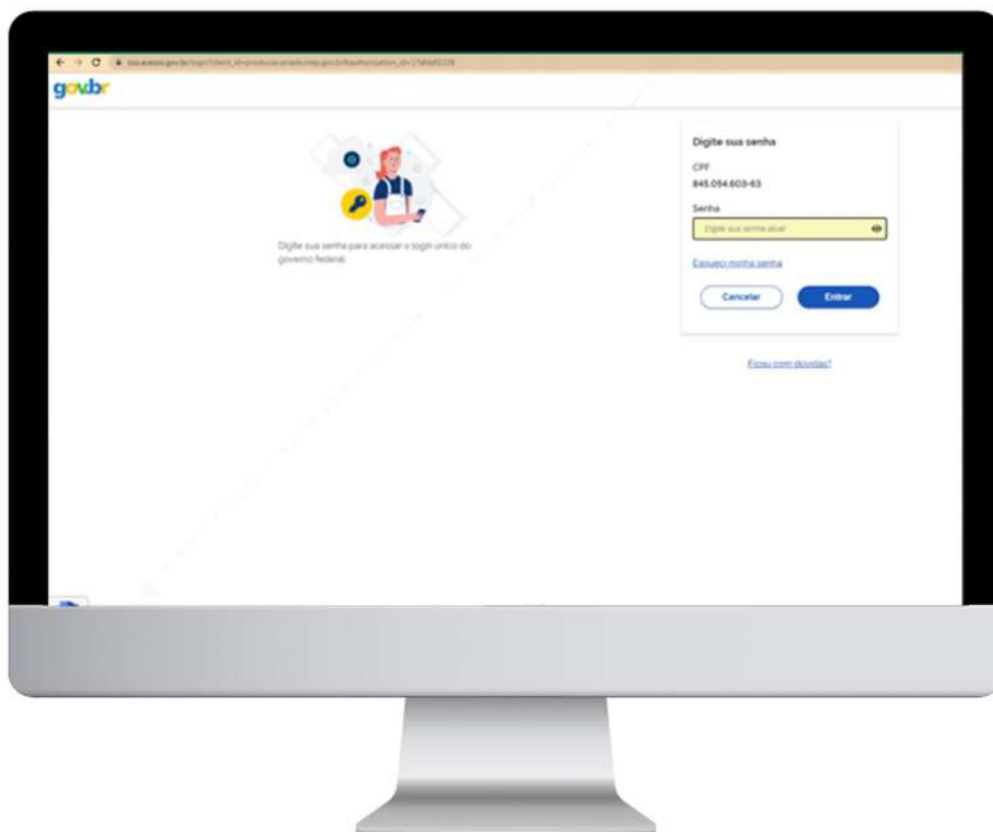 gov.br
Digite sua senha
CPF
845.054.603-63
Senha
Digite sua senha atual
Digite sua senha para acessar o login único do
governo federal.
Esqueci minha senha
Cancelar
Entrar
Ficou com dúvidas?